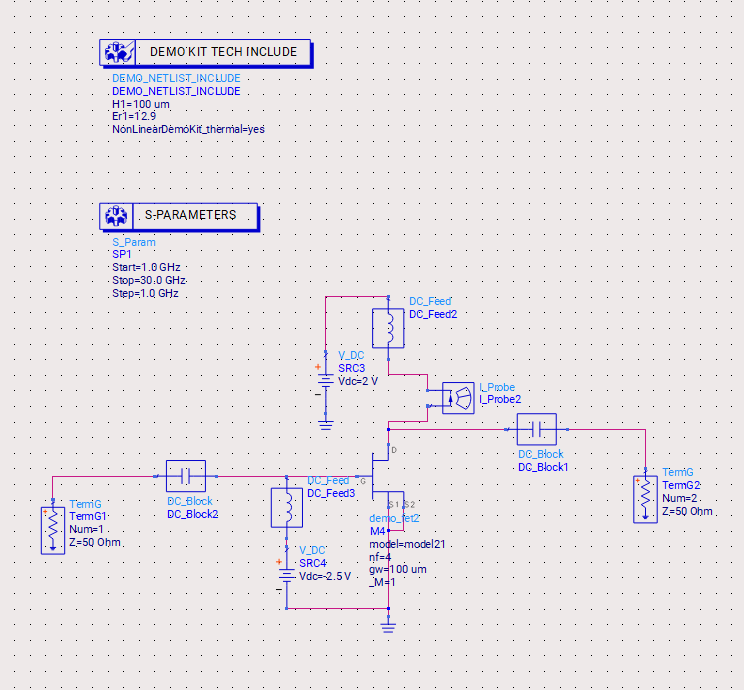 DEMO KIT TECH INCLUDE
DEMO_NETLIST_INCLUDE
DEMO_NETLIST_INCLUDE
H1=100 um
Er1=12.9
NonLinearDemoKit_thermal=yes
S-PARAMETERS
S_Param
SP1
Start=1.0 GHz
Stop=30.0 GHz
Step=1.0 GHz
DC_Feed
DC_Feed2
V_DC
SRC3
Vdc=2 V
+
I_Probe
I_Probe2
D
DC_Block
DC_Block1
TermG
TermG2
Num=2
Z=50 Ohm
+
DC_Block
DC_Block2
TermG
TermG1
Num=1
Z=50 Ohm
+
DC_Feed
DC_Feed3
G
S1
S2
demo_fet2
M4
model=model21
nf=4
gw=100 um
_M=1
V_DC
SRC4
Vdc=-2.5 V
+